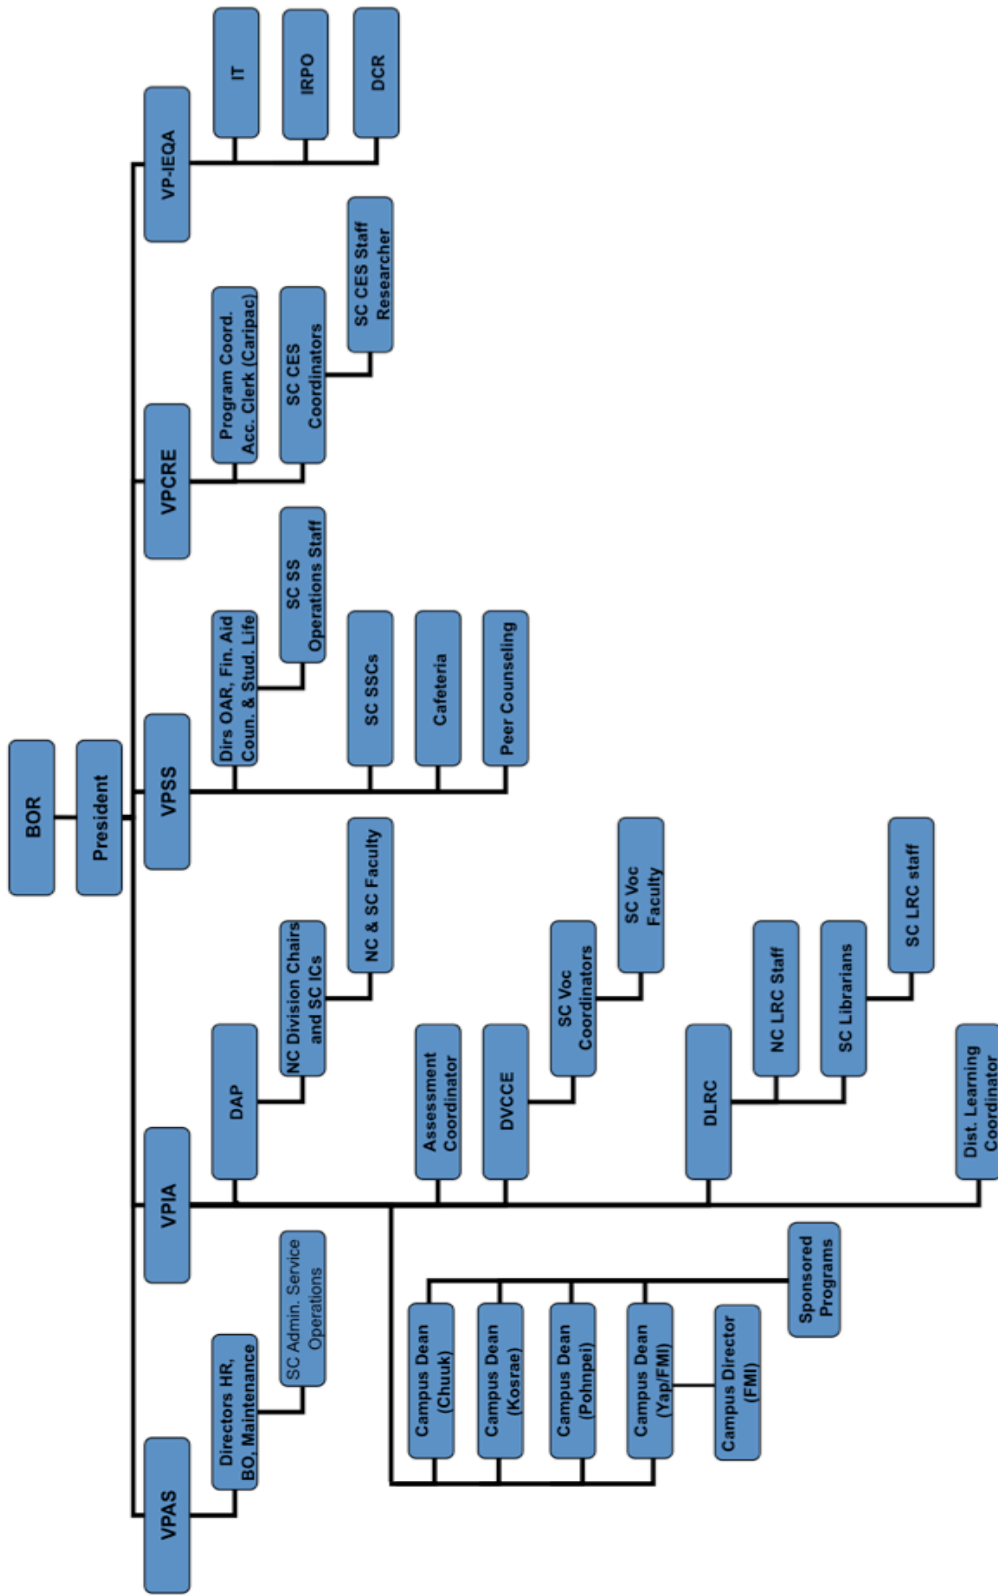 BOR
President
VPAS
Directors HR,
BO, Maintenance
SC Admin. Service
Operations
VPIA
DAP
NC Division Chairs
and SC ICs
NC & SC Faculty
Assessment
Coordinator
DVCCE
SC Voc
Coordinators
SC Voc
Faculty
DLRC
NC LRC Staff
SC Librarians
SC LRC staff
Dist. Learning
Coordinator
Campus Dean
(Chuuk)
Campus Dean
(Kosrae)
Campus Dean
(Pohnpei)
Campus Dean
(Yap/FMI)
Campus Director
(FMI)
Sponsored
Programs
VPSS
Dirs OAR, Fin. Aid
Coun. & Stud. Life
SC SS
Operations Staff
SC SSCs
Cafeteria
Peer Counseling
VPCRE
Program Coord.
Acc. Clerk (Caripac)
SC CES
Coordinators
SC CES Staff
Researcher
VP-IEQA
IT
IRPO
DCR